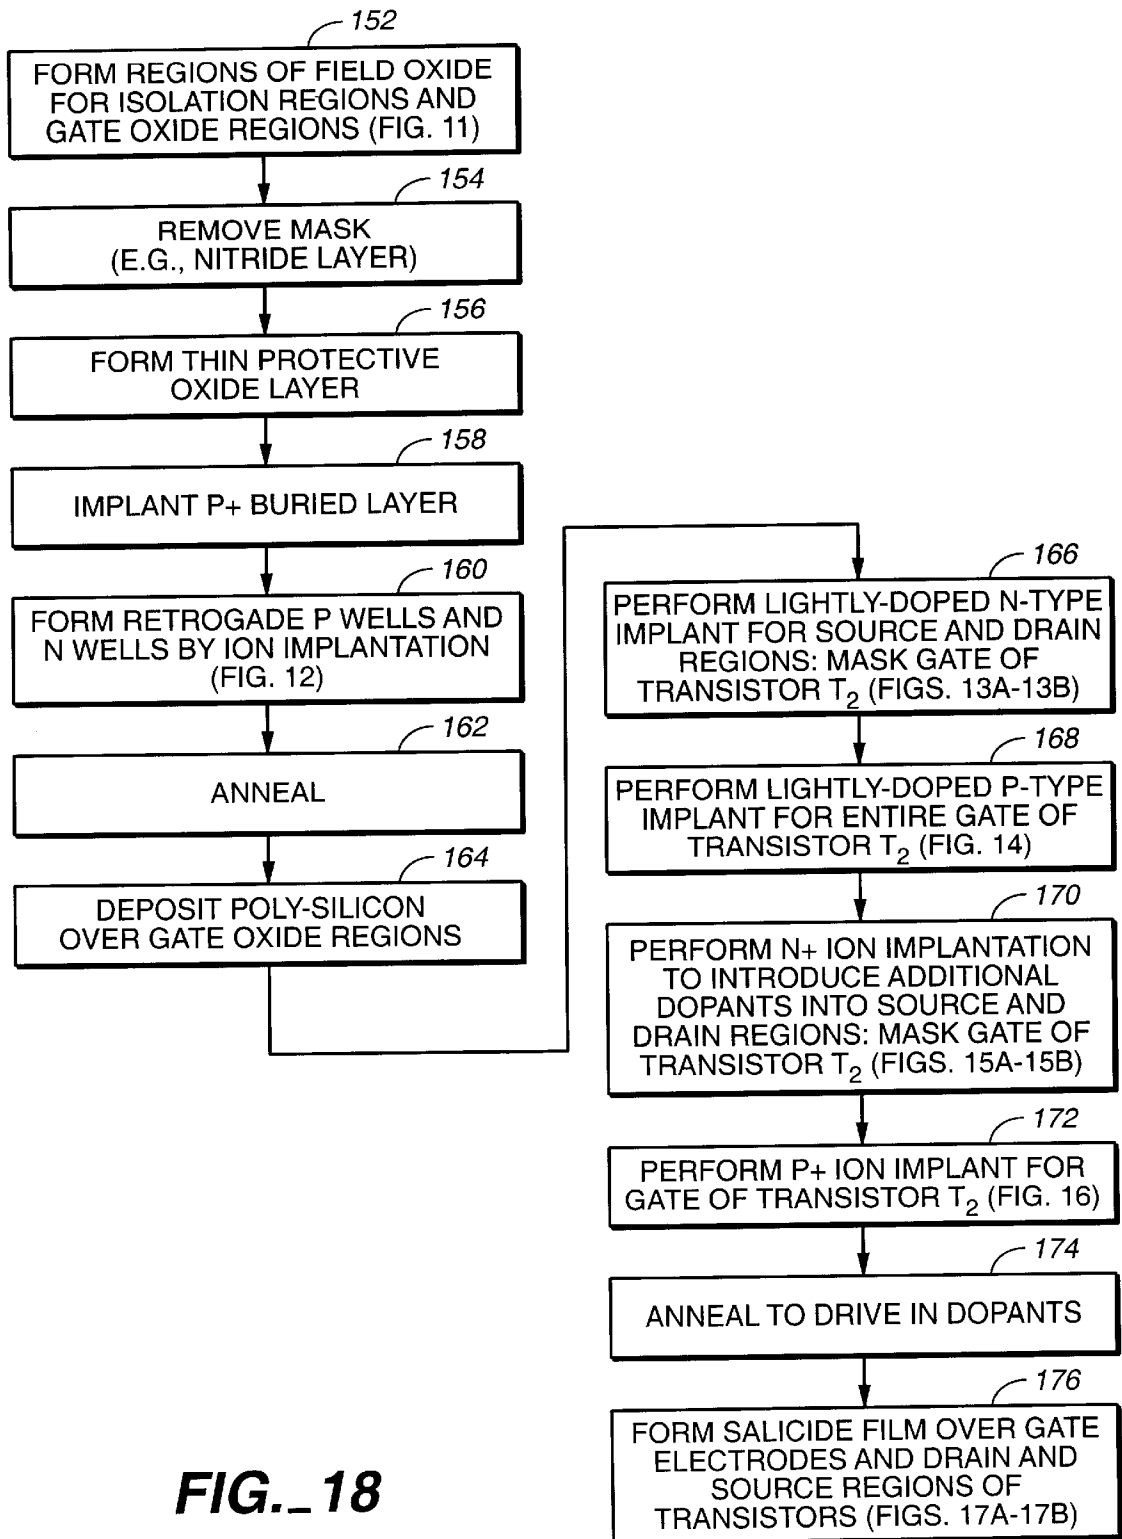 152
FORM REGIONS OF FIELD OXIDE
FOR ISOLATION REGIONS AND
GATE OXIDE REGIONS (FIG. 11)
154
REMOVE MASK
(E.G., NITRIDE LAYER)
156
FORM THIN PROTECTIVE
OXIDE LAYER
158
IMPLANT P+ BURIED LAYER
160
FORM RETROGADE P WELLS AND
N WELLS BY ION IMPLANTATION
(FIG. 12)
162
ANNEAL
164
DEPOSIT POLY-SILICON
OVER GATE OXIDE REGIONS
166
PERFORM LIGHTLY-DOPED N-TYPE
IMPLANT FOR SOURCE AND DRAIN
REGIONS: MASK GATE OF
TRANSISTOR T2 (FIGS. 13A-13B)
168
PERFORM LIGHTLY-DOPED P-TYPE
IMPLANT FOR ENTIRE GATE OF
TRANSISTOR T2 (FIG. 14)
170
PERFORM N+ ION IMPLANTATION
TO INTRODUCE ADDITIONAL
DOPANTS INTO SOURCE AND
DRAIN REGIONS: MASK GATE OF
TRANSISTOR T2 (FIGS. 15A-15B)
172
PERFORM P+ ION IMPLANT FOR
GATE OF TRANSISTOR T2 (FIG. 16)
174
ANNEAL TO DRIVE IN DOPANTS
176
FORM SALICIDE FILM OVER GATE
ELECTRODES AND DRAIN AND
SOURCE REGIONS OF
TRANSISTORS (FIGS. 17A-17B)
FIG._18